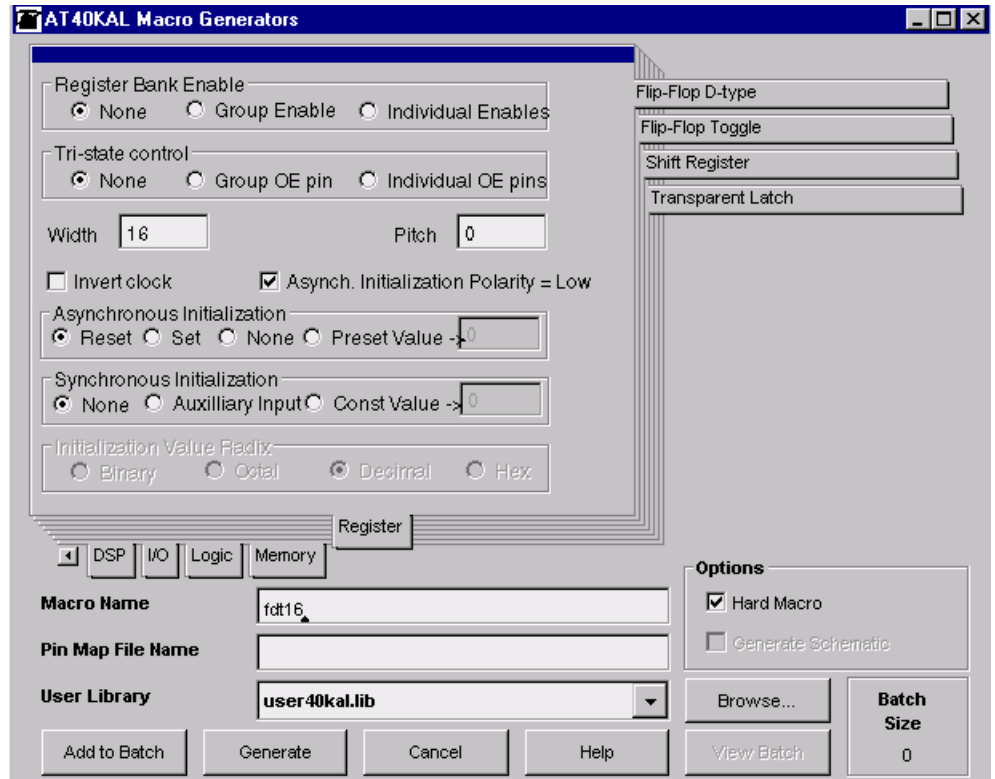 AT40KAL Macro Generators
Register Bank Enable
None Group Enable Individual Enables
Flip-Flop D-type
Flip-Flop Toggle
Tri-state control
Shift Register
None Group OE pin Individual OE pins
Transparent Latch
Width 16 Pitch 0
Invert clock Asynch. Initialization Polarity = Low
Asynchronous Initialization
Reset Set None Preset Value -> 0
Synchronous Initialization
None Auxilliary Input Const Value -> 0
Initialization Value Radix
Binary Octal Decimal Hex
Register
DSP I/O Logic Memory
Options
Macro Name fdt16 Hard Macro
Pin Map File Name Generate Schematic
User Library user40kal.lib Browse... Batch Size
Add to Batch Generate Cancel Help View Batch 0